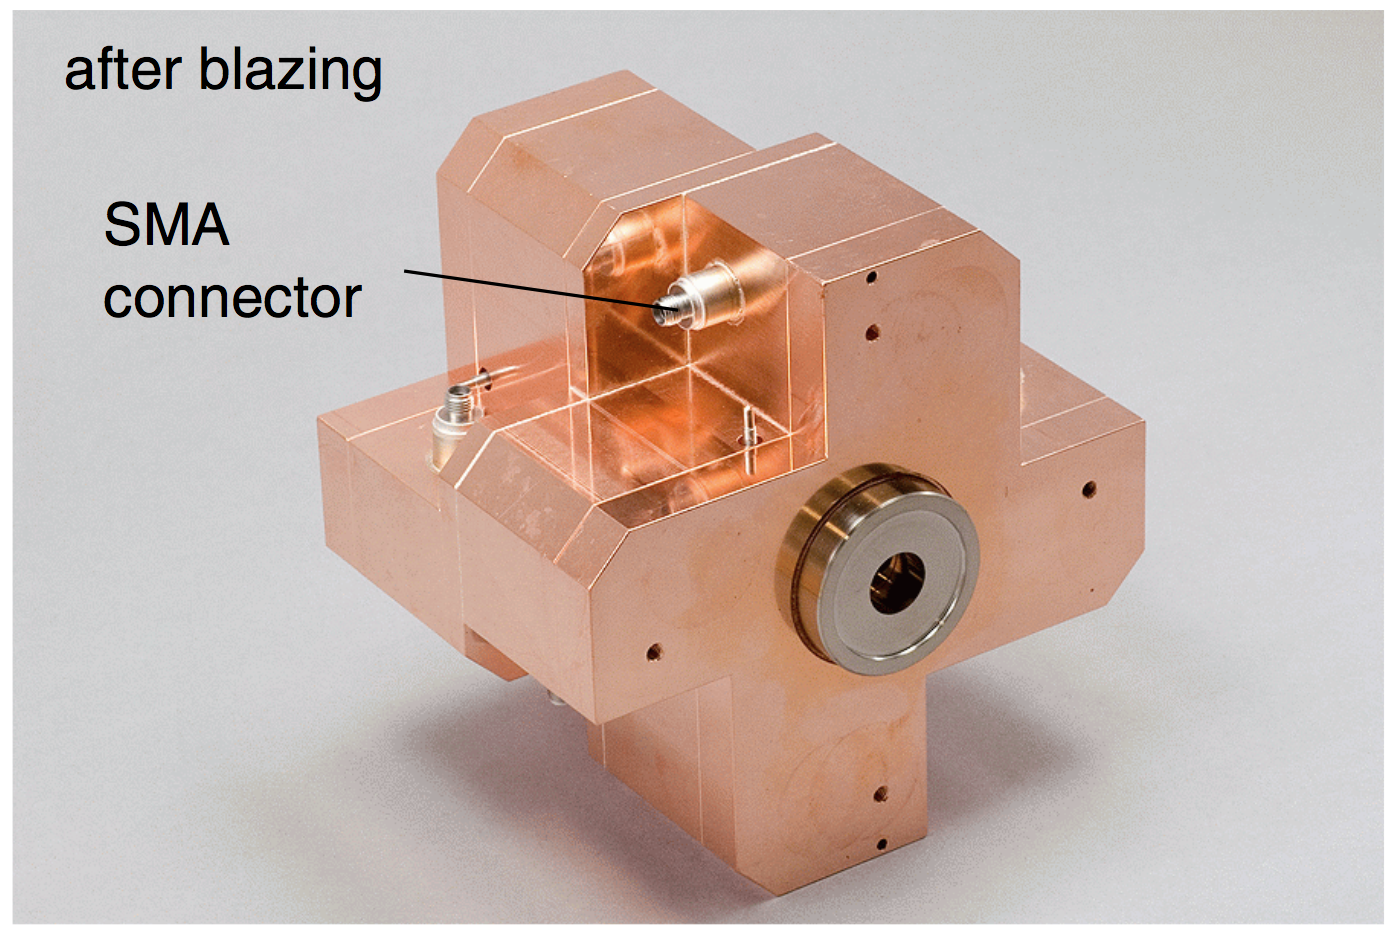 after blazing
SMA
connector